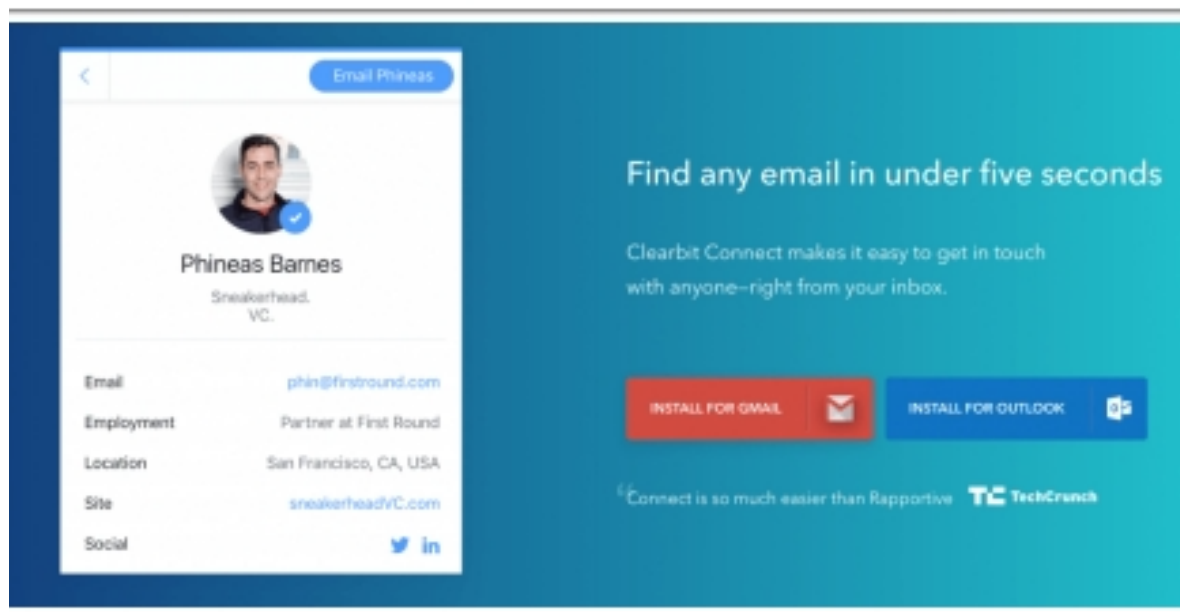 Email Phineas
Phineas Barnes
Sneakerhead.
VC.
Email phin@firstround.com
Employment Partner at First Round
Location San Francisco, CA, USA
Site sneakerheadVC.com
Social
Find any email in under five seconds
Clearbit Connect makes it easy to get in touch
with anyone—right from your inbox.
INSTALL FOR GMAIL
INSTALL FOR OUTLOOK
“Connect is so much easier than Rapportive TC TechCrunch